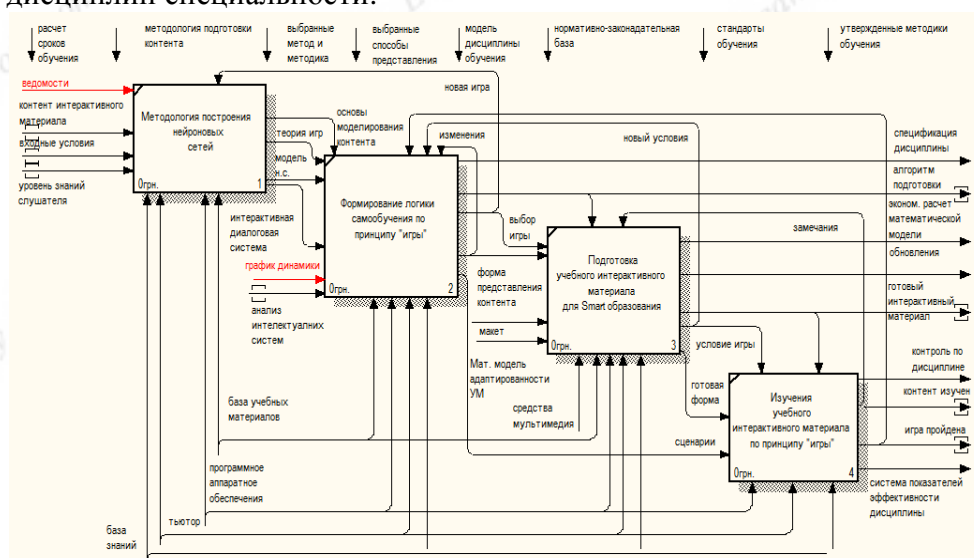 дисциплин специальности.
расчет
сроков
обучения
методология подготовки
контента
выбранные
метод и
методика
выбранные
способы
представления
модель
дисциплины
обучения
нормативно-законадательная
база
стандарты
обучения
утвержденные методики
обучения
ведомости
контент интерактивного
материала
входные условия
уровень знаний
слушателя
Методология построения
нейроновых
сетей
0грн.
1
новая игра
основы
моделирования
контента
теория игр
модель
н.с.
изменения
новый условия
интерактивная
диалоговая
система
график динамики
анализ
интелектуалних
систем
Формирование логики
самообучения по
принципу "игры"
0грн.
2
выбор
игры
форма
представления
контента
макет
Мат. модель
адаптированности
УМ
средства
мультимедия
Подготовка
учебного интерактивного
материала
для Smart образования
0грн.
3
замечания
условие игры
готовая
форма
сценарии
Изучения
учебного
интерактивного материала
по принципу "игры"
0грн.
4
спецификация
дисциплины
алгоритм
подготовки
эконом. расчет
математической
модели
обновления
готовый
интерактивный
материал
контроль по
дисциплине
контент изучен
игра пройдена
система показателей
эффективности
дисциплины
база учебных
материалов
программное
аппаратное
обеспечения
тьютор
база
знаний